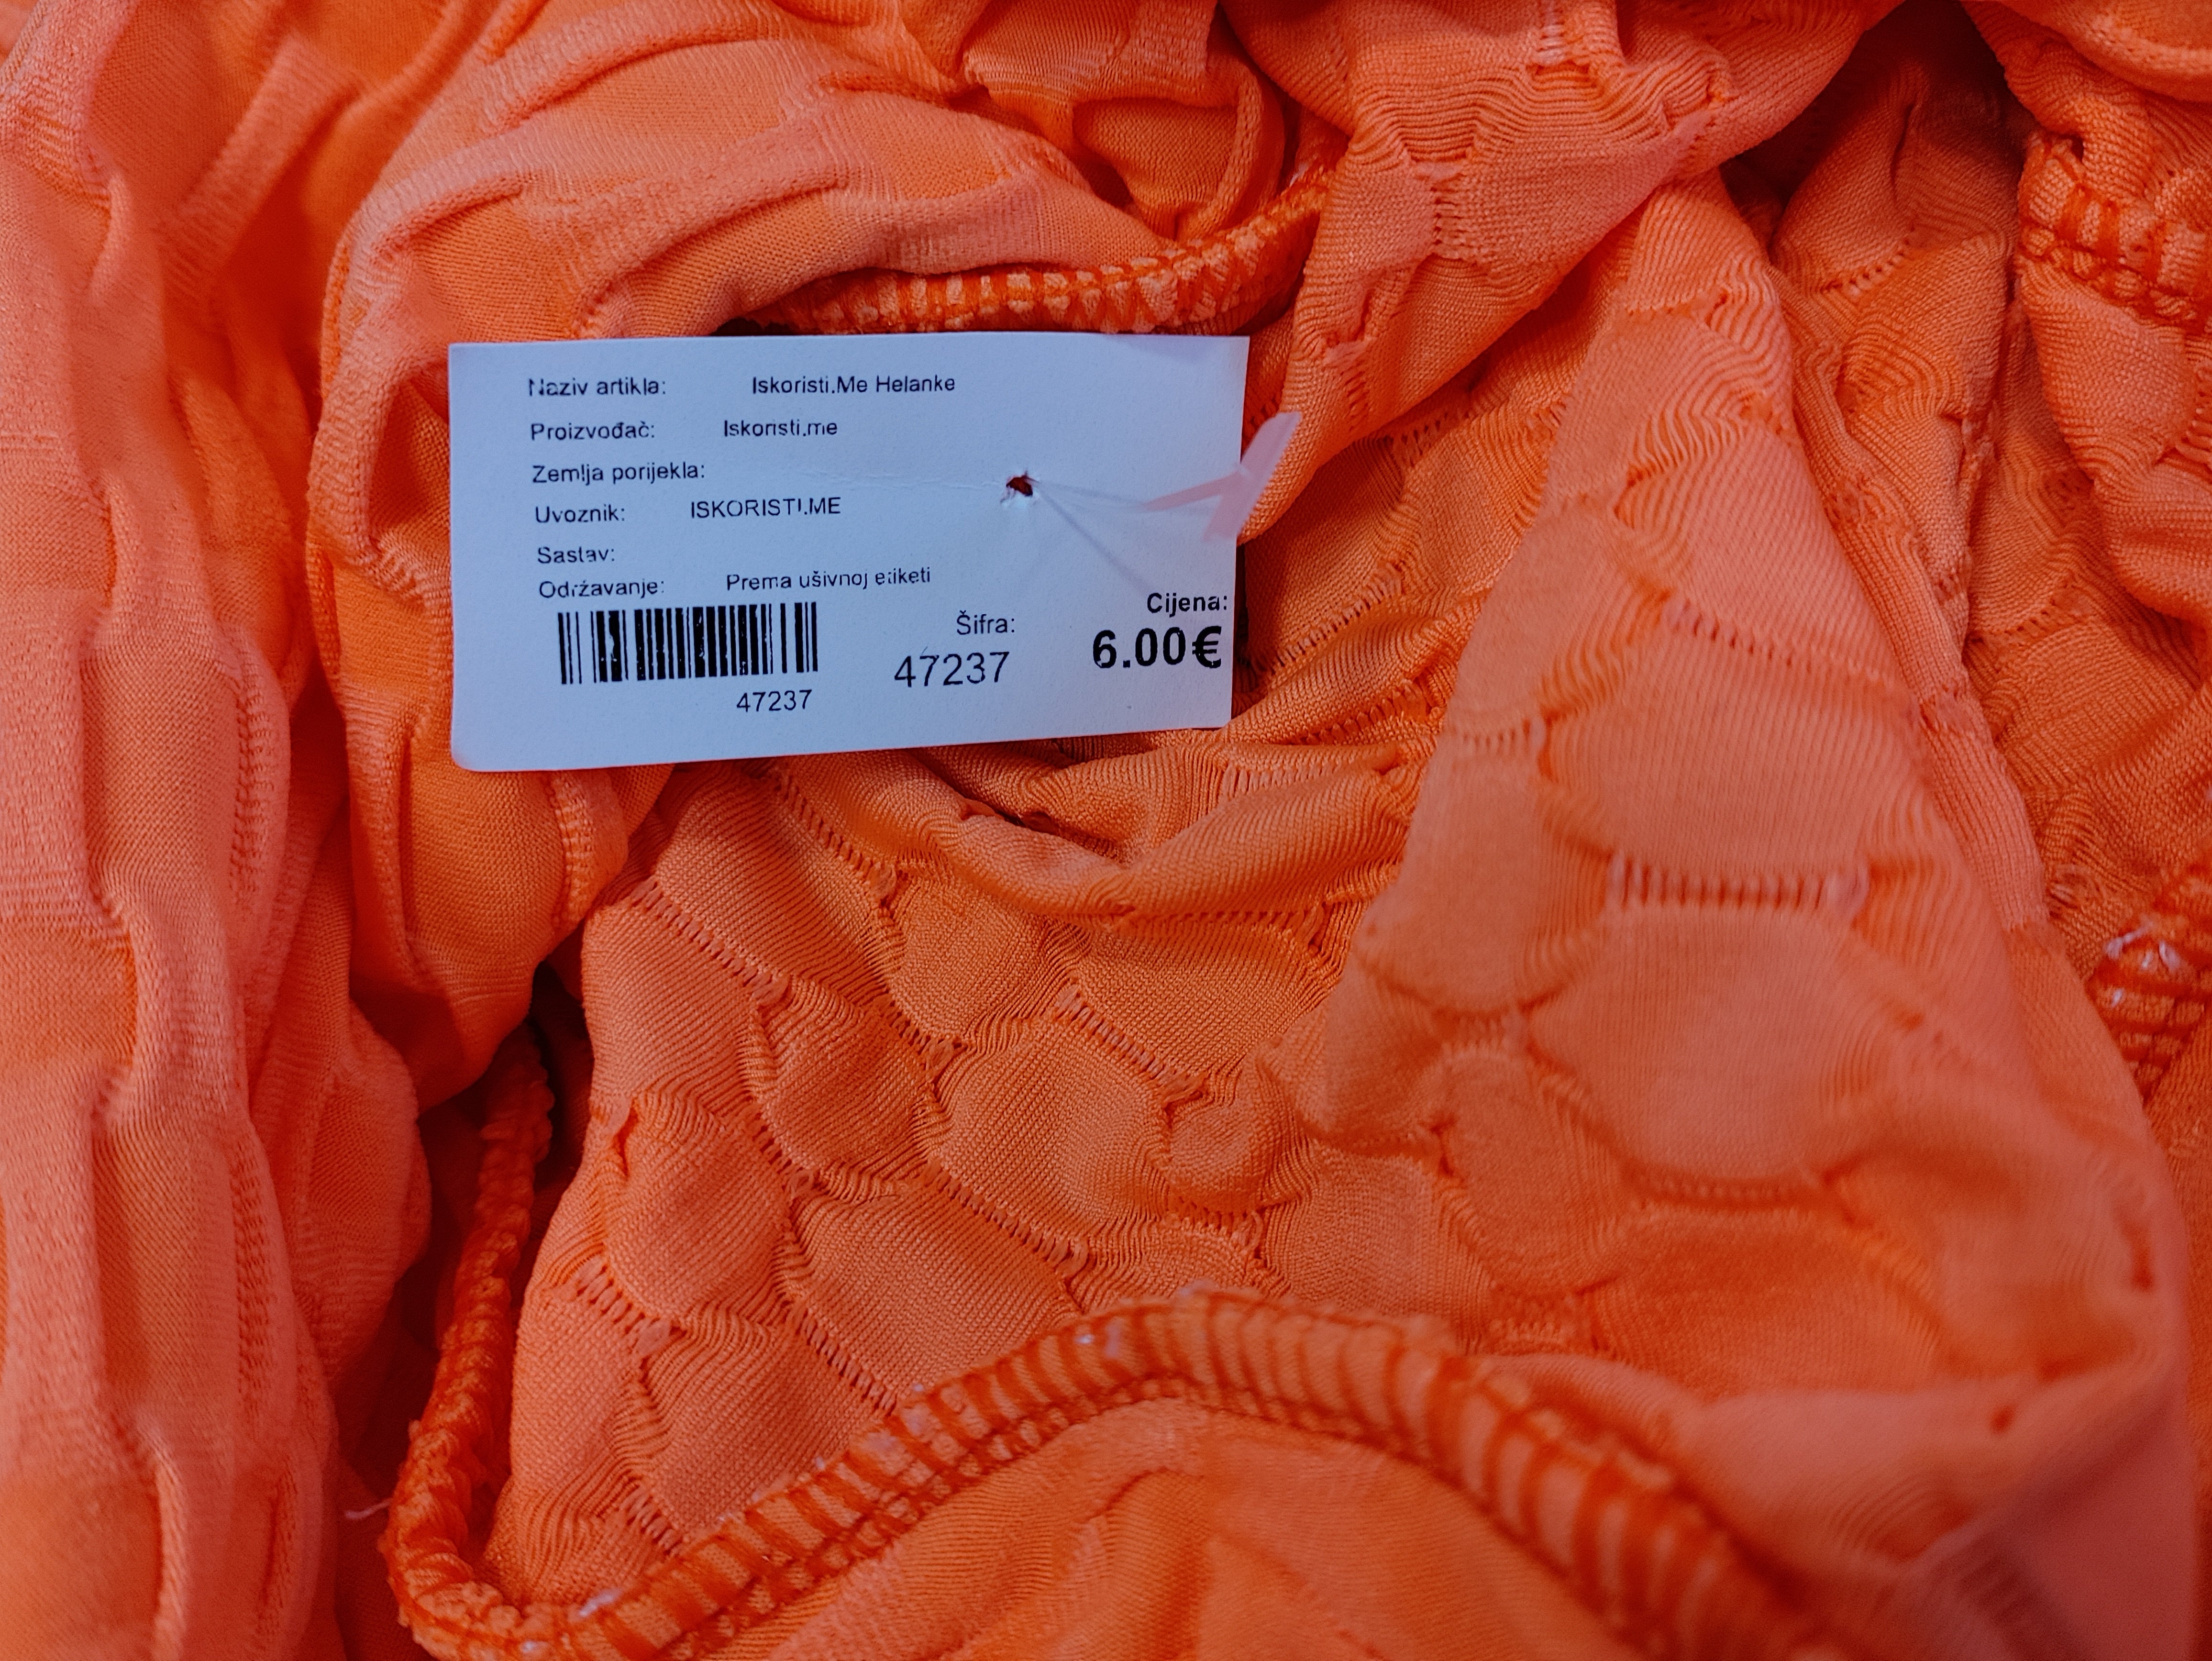 Naziv artikla: Iskoristi.Me Helanke
Proizvođač: Iskoristi.me
Zemlja porijekla:
Uvoznik: ISKORISTI.ME
Sastav:
Održavanje: Prema ušivnoj etiketi
Šifra: Cijena:
47237 6.00€
47237